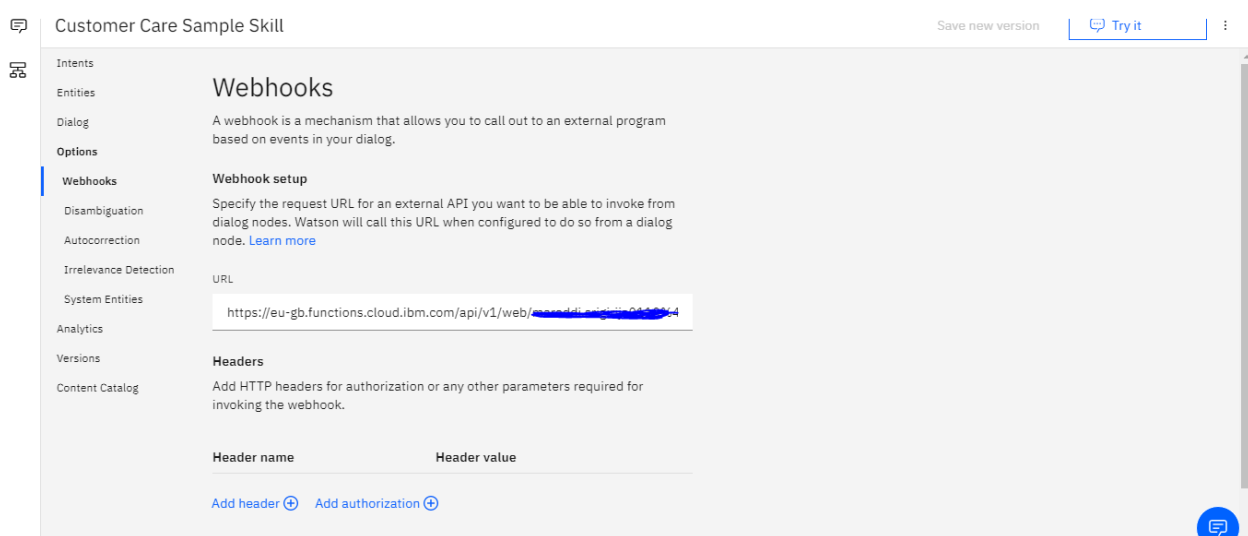 Customer Care Sample Skill
Save new version
Try it
Intents
Entities
Dialog
Options
Webhooks
Disambiguation
Autocorrection
Irrelevance Detection
System Entities
Analytics
Versions
Content Catalog
Webhooks
A webhook is a mechanism that allows you to call out to an external program
based on events in your dialog.
Webhook setup
Specify the request URL for an external API you want to be able to invoke from
dialog nodes. Watson will call this URL when configured to do so from a dialog
node. Learn more
URL
https://eu-gb.functions.cloud.ibm.com/api/v1/web/
Headers
Add HTTP headers for authorization or any other parameters required for
invoking the webhook.
Header name Header value
Add header Add authorization